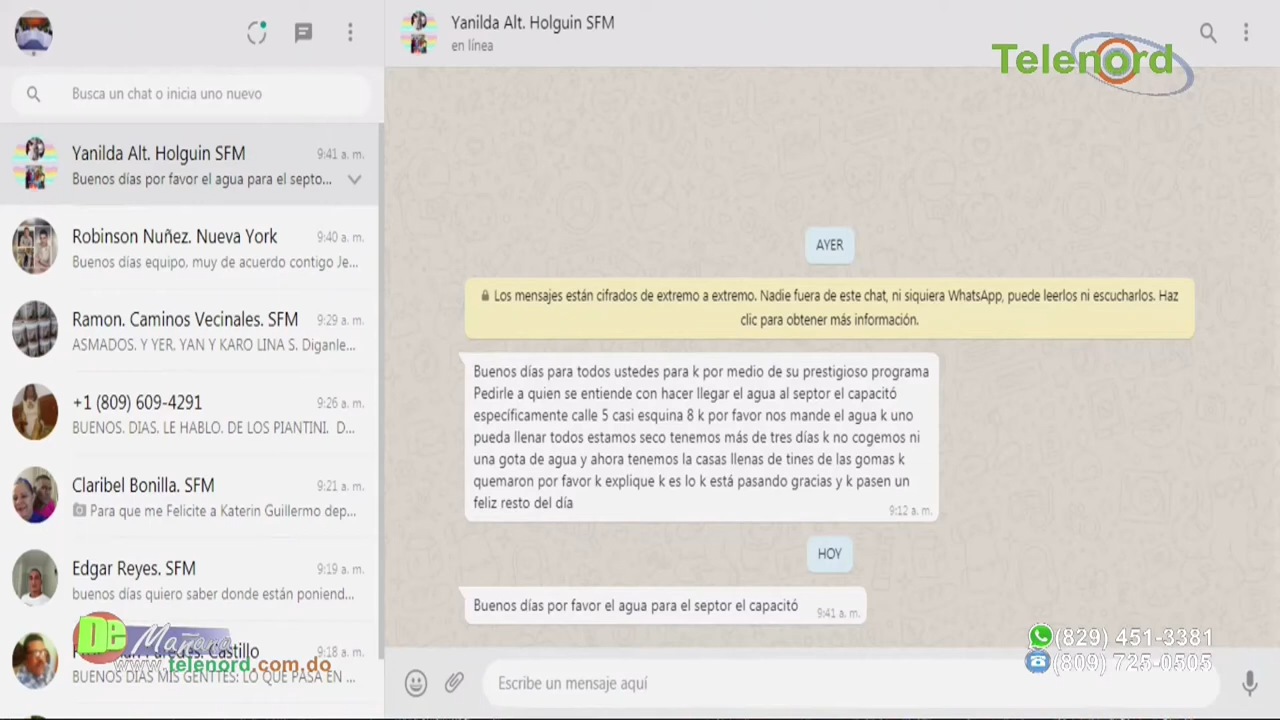 Yanilda Alt. Holguin SFM
en línea
Telenord
Busca un chat o inicia uno nuevo
Yanilda Alt. Holguin SFM
9:41 a. m.
Buenos días por favor el agua para el septo...
Robinson Nuñez. Nueva York
9:40 a. m.
Buenos días equipo, muy de acuerdo contigo Je...
Ramon. Caminos Vecinales. SFM
9:29 a. m.
ASMADOS. Y YER, YAN Y KARO LINA S. Diganle...
+1 (809) 609-4291
9:26 a. m.
BUENOS. DIAS. LE HABLO. DE LOS PIANTINI. D...
Claribel Bonilla. SFM
9:21 a. m.
Para que me Felicite a Katerin Guillermo dep...
Edgar Reyes. SFM
9:19 a. m.
buenos días quiero saber donde están poniend...
Castillo
9:18 a. m.
BUENOS DIAS MIS GENTTES: LO QUE PASA EN ...
De Mañana
www.telenord.com.do
AYER
Los mensajes están cifrados de extremo a extremo. Nadie fuera de este chat, ni siquiera WhatsApp, puede leerlos ni escucharlos. Haz
clic para obtener más información.
Buenos días para todos ustedes para k por medio de su prestigioso programa
Pedirle a quien se entiende con hacer llegar el agua al septor el capacitó
específicamente calle 5 casi esquina 8 k por favor nos mande el agua k uno
pueda llenar todos estamos seco tenemos más de tres días k no cogemos ni
una gota de agua y ahora tenemos la casas llenas de tines de las gomas k
quemaron por favor k explique k es lo k está pasando gracias y k pasen un
feliz resto del día
9:12 a. m.
HOY
Buenos días por favor el agua para el septor el capacitó
9:41 a. m.
(829) 451-3381
(809) 725-0505
Escribe un mensaje aquí